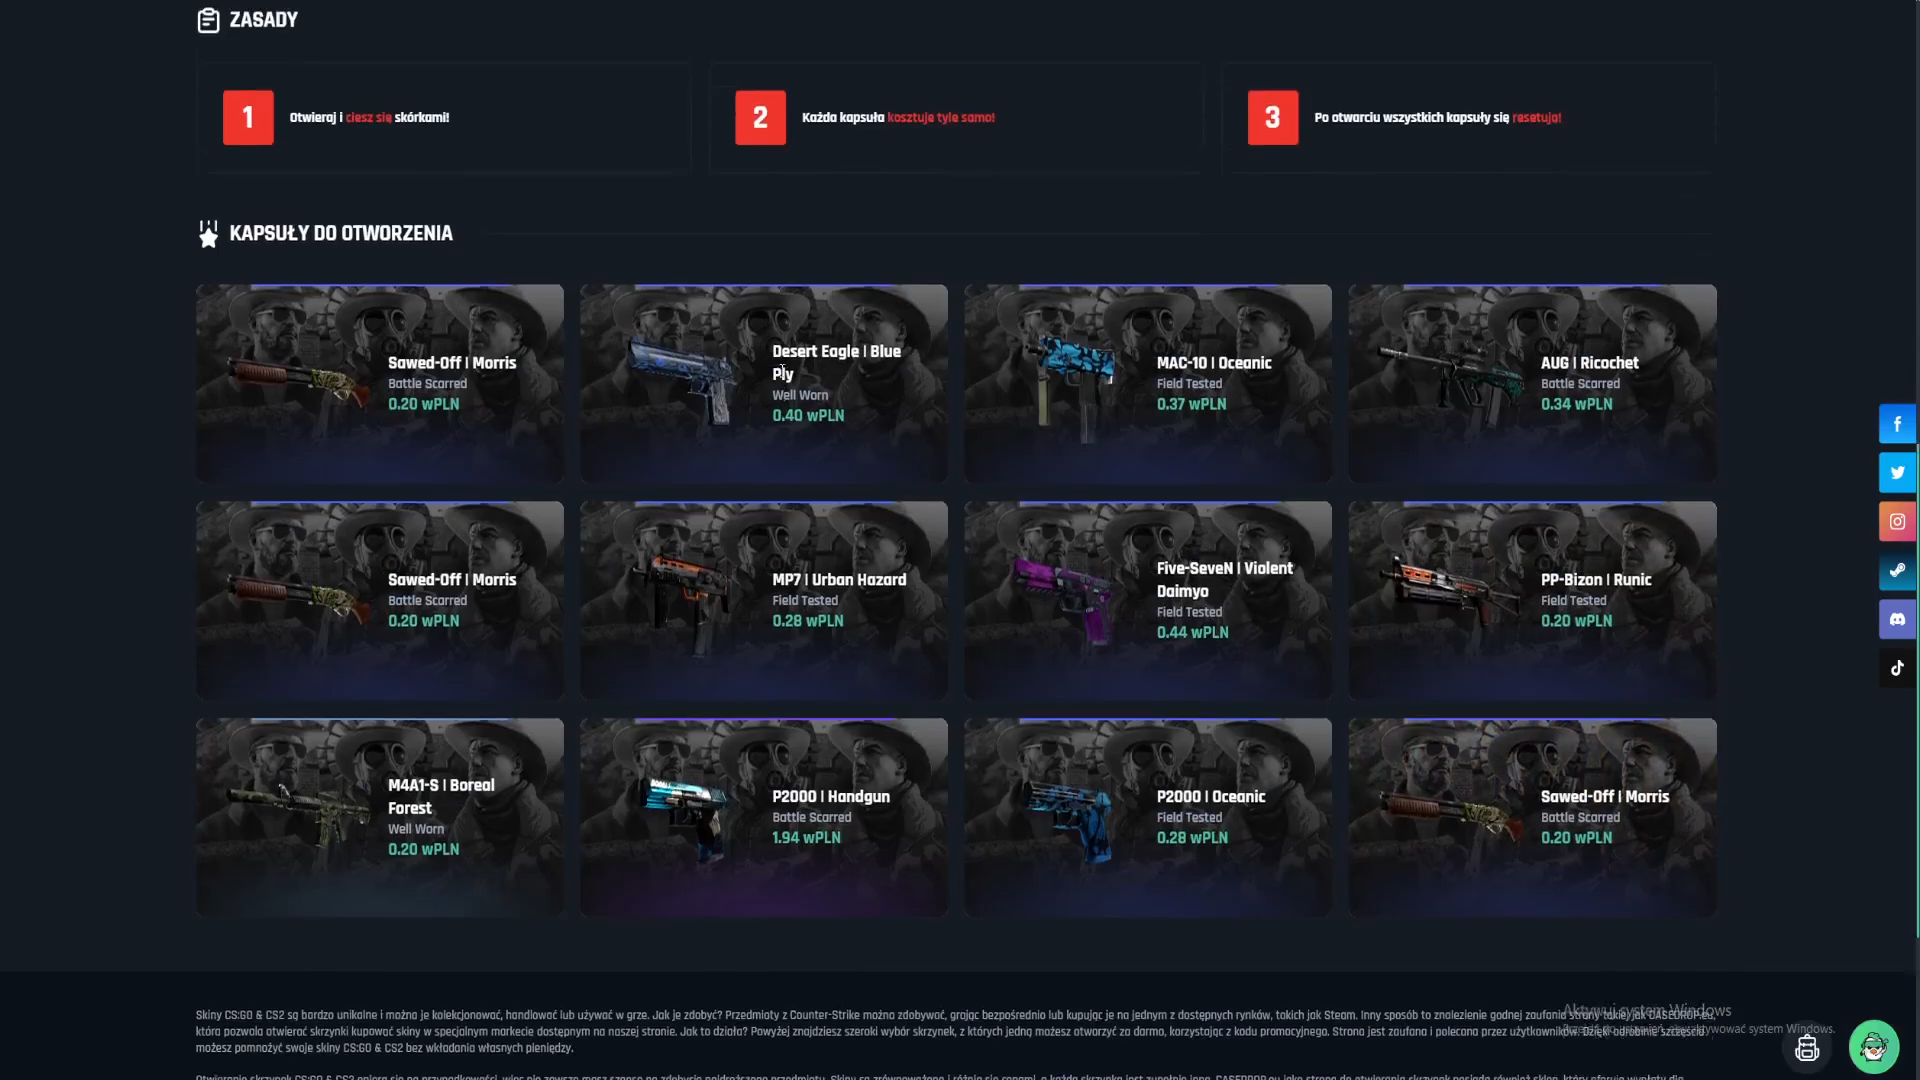 ZASADY
1
Otwieraj i ciesz się skórkami!
2
Każda kapsuła kosztuje tyle samo!
3
Po otwarciu wszystkich kapsuły się resetują!
KAPSUŁY DO OTWORZENIA
Sawed-Off | Morris
Battle Scarred
0.20 wPLN
Desert Eagle | Blue
Ply
Well Worn
0.40 wPLN
MAC-10 | Oceanic
Field Tested
0.37 wPLN
AUG | Ricochet
Battle Scarred
0.34 wPLN
Sawed-Off | Morris
Battle Scarred
0.20 wPLN
MP7 | Urban Hazard
Field Tested
0.28 wPLN
Five-SeveN | Violent
Daimyo
Field Tested
0.44 wPLN
PP-Bizon | Runic
Field Tested
0.20 wPLN
M4A1-S | Boreal
Forest
Well Worn
0.20 wPLN
P2000 | Handgun
Battle Scarred
1.94 wPLN
P2000 | Oceanic
Field Tested
0.28 wPLN
Sawed-Off | Morris
Battle Scarred
0.20 wPLN
Skiny CS:GO & CS2 są bardzo unikalne i można je kolekcjonować, handlować lub używać w grze. Jak je zdobyć? Przedmioty z Counter-Strike można zdobywać, grając bezpośrednio lub kupując je na jednym z dostępnych rynków, takich jak Steam. Inny sposób to znalezienie godnej zaufania strony takiej jak CASEDROP.eu,
która pozwala otwierać skrzynki kupować skiny w specjalnym markecie dostępnym na naszej stronie. Jak to działa? Powyżej znajdziesz szeroki wybór skrzynek, z których jedną możesz otworzyć za darmo, korzystając z kodu promocyjnego. Strona jest zaufana i polecana przez użytkowników. Dzięki odrobinie szczęścia
możesz pomnożyć swoje skiny CS:GO & CS2 bez wkładania własnych pieniędzy.
Aktywuj system Windows
aktywować system Windows.